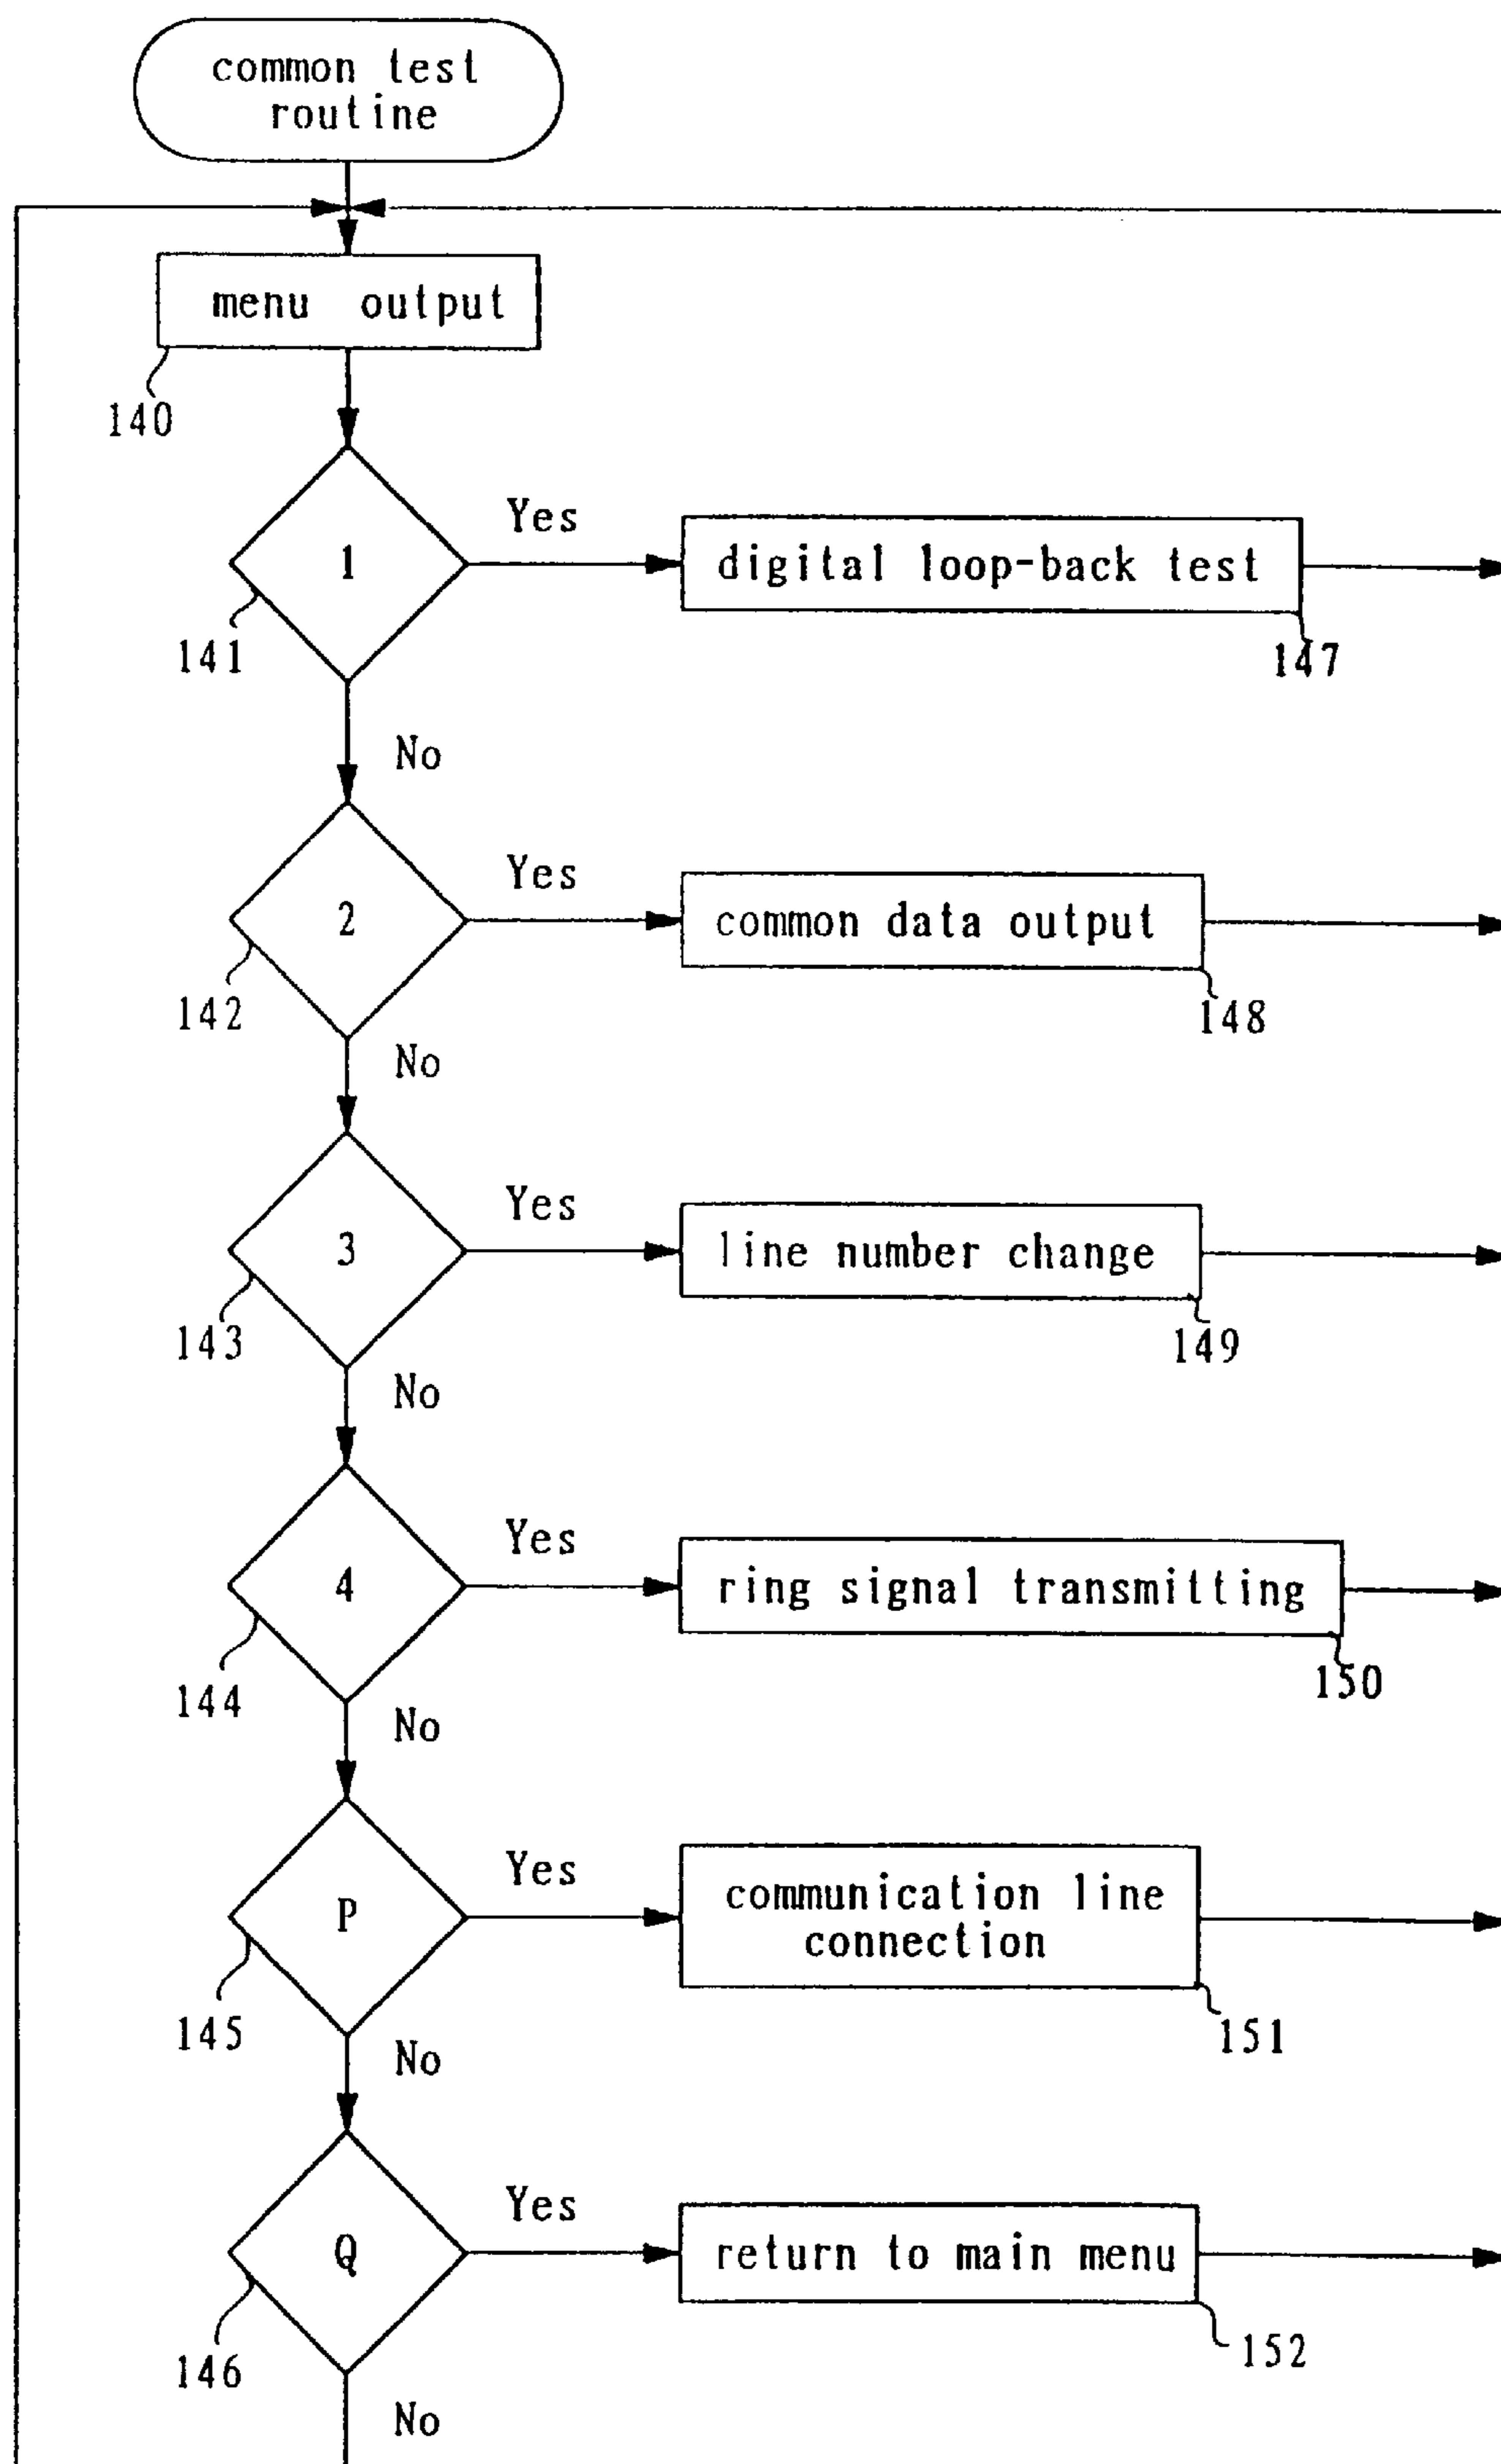 common test
routine
menu output
140
1
Yes
digital loop-back test
141
147
No
2
Yes
common data output
142
148
No
3
Yes
line number change
143
149
No
4
Yes
ring signal transmitting
144
150
No
P
Yes
communication line
connection
145
151
No
Q
Yes
return to main menu
146
152
No